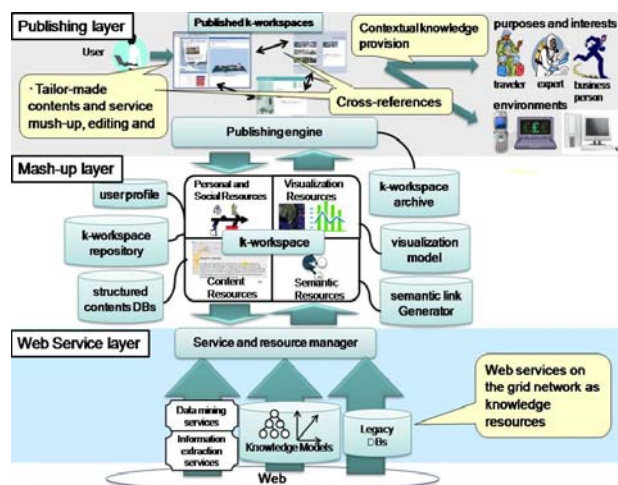 Publishing layer
Published k-workspaces
User
Contextual knowledge
provision
purposes and interests
traveler
expert
business
person
· Tailor-made
contents and service
mush-up, editing and
Cross-references
environments
Publishing engine
Mash-up layer
user profile
Personal and
Social Resources
Visualization
Resources
k-workspace
archive
k-workspace
repository
k-workspace
visualization
model
structured
contents DBs
Content
Resources
Semantic
Resources
semantic link
Generator
Web Service layer
Service and resource manager
Web services on
the grid network as
knowledge
resources
Data mining
services
Information
extraction
services
Knowledge Models
Legacy
DBs
Web